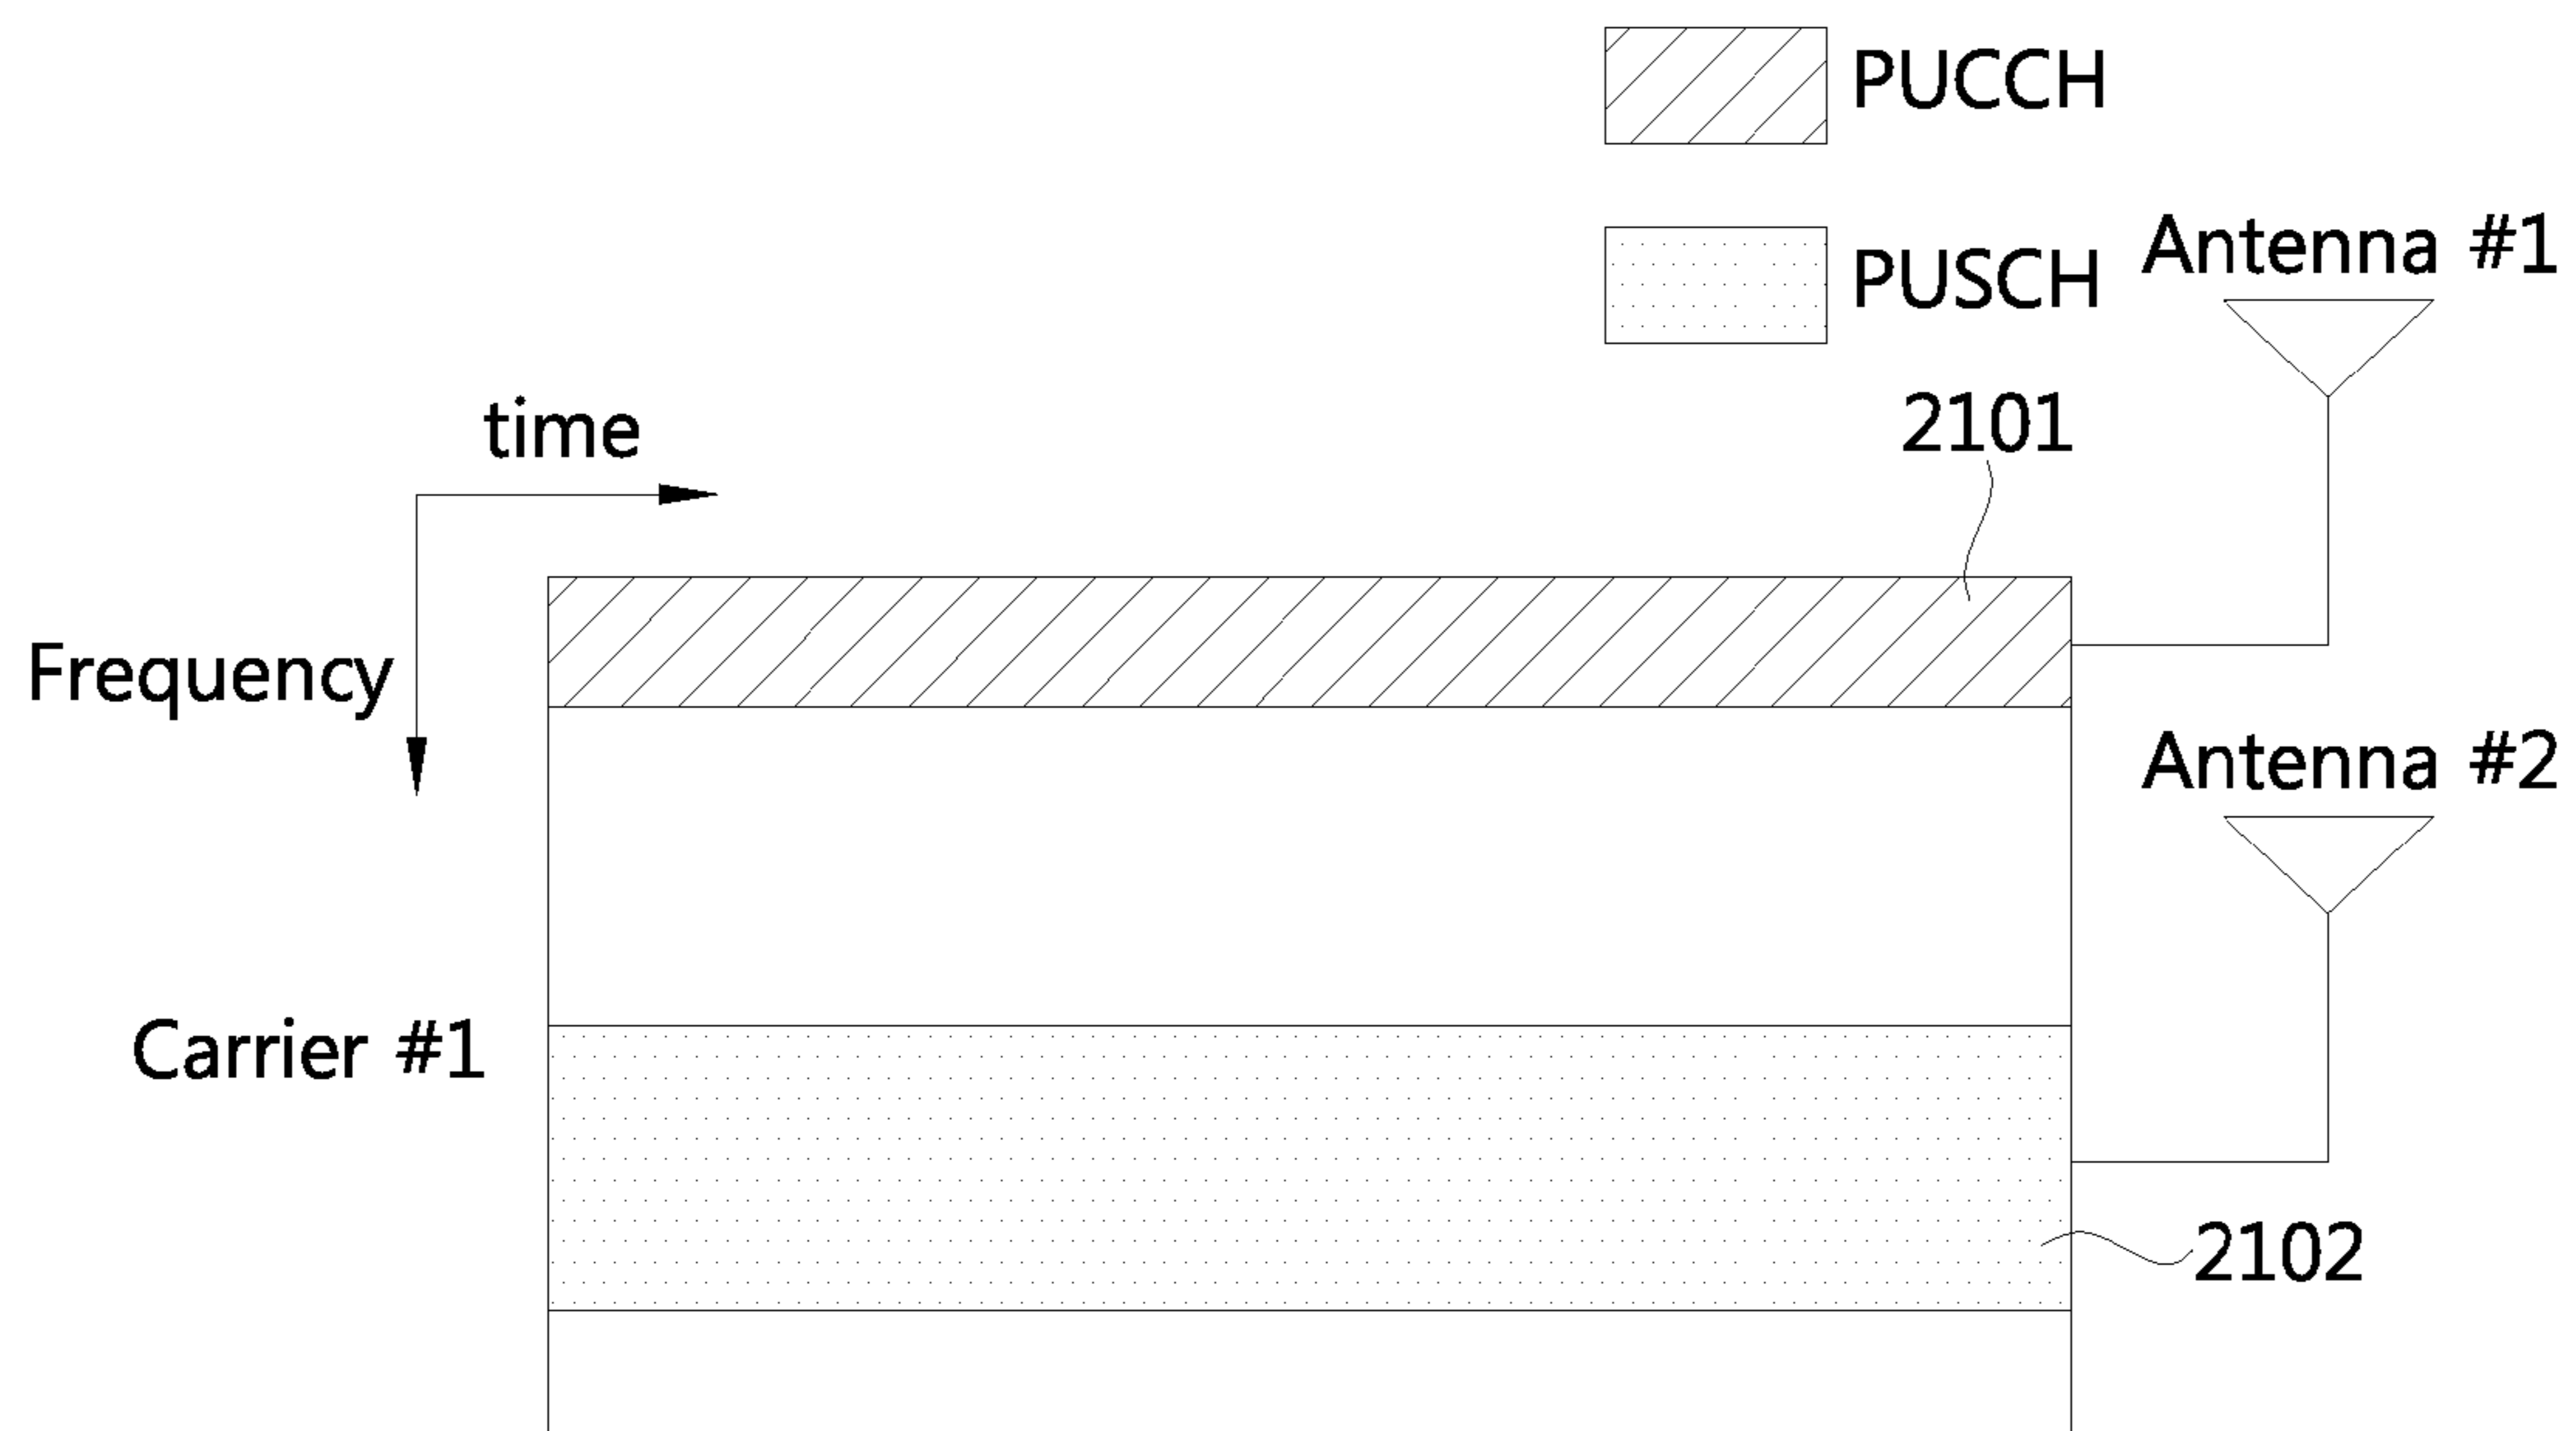 PUCCH
PUSCH
Antenna #1
2101
time
Frequency
Antenna #2
Carrier #1
2102